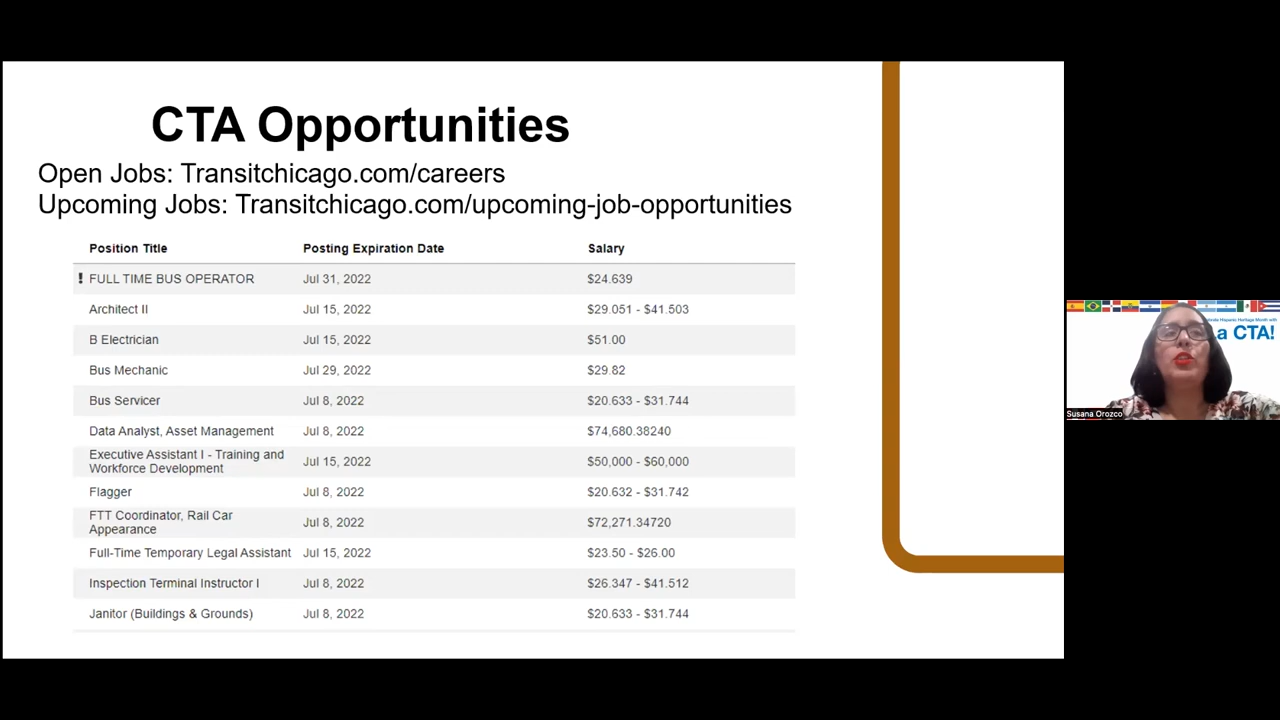 CTA Opportunities
Open Jobs: Transitchicago.com/careers
Upcoming Jobs: Transitchicago.com/upcoming-job-opportunities
Position Title Posting Expiration Date Salary
! FULL TIME BUS OPERATOR Jul 31, 2022 $24.639
Architect II Jul 15, 2022 $29.051 - $41.503
B Electrician Jul 15, 2022 $51.00
Bus Mechanic Jul 29, 2022 $29.82
Bus Servicer Jul 8, 2022 $20.633 - $31.744
Data Analyst, Asset Management Jul 8, 2022 $74,680.38240
Executive Assistant I - Training and
Workforce Development Jul 15, 2022 $50,000 - $60,000
Flagger Jul 8, 2022 $20.632 - $31.742
FTT Coordinator, Rail Car
Appearance Jul 8, 2022 $72,271.34720
Full-Time Temporary Legal Assistant Jul 15, 2022 $23.50 - $26.00
Inspection Terminal Instructor I Jul 8, 2022 $26.347 - $41.512
Janitor (Buildings & Grounds) Jul 8, 2022 $20.633 - $31.744
Hispanic Heritage Month with
a CTA!
Susana Orozco